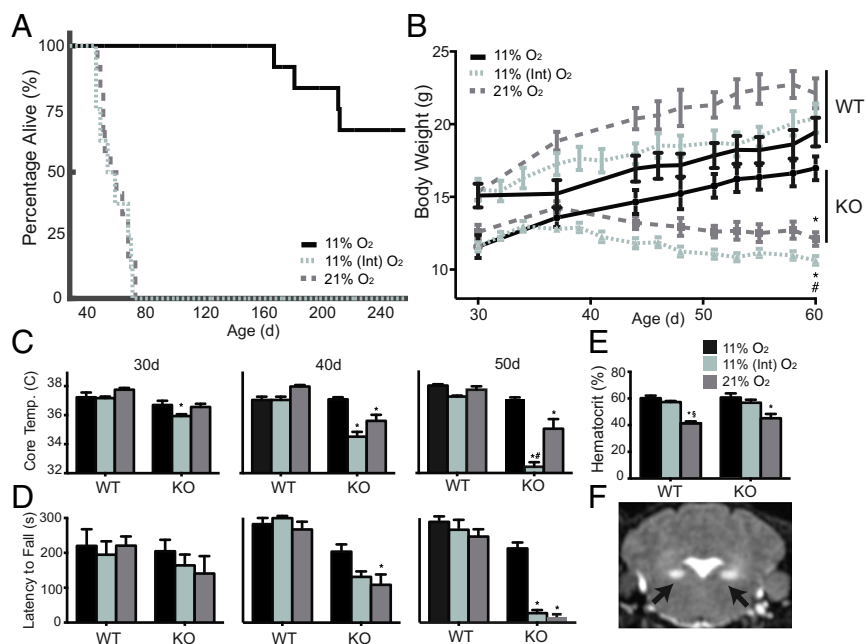 A
Percentage Alive (%)
100
75
50
25
0
40
80
120
160
200
240
Age (d)
11% O₂
11% (Int) O₂
21% O₂
B
Body Weight (g)
25
20
15
10
30
40
50
60
Age (d)
11% O₂
11% (Int) O₂
21% O₂
WT
KO
*
*
#
C
Core Temp. (C)
38
36
34
32
30d
*
WT
KO
40d
*
*
WT
KO
50d
*#
*
WT
KO
D
Latency to Fall (s)
300
200
100
0
WT
KO
*
WT
KO
*
*
WT
KO
E
11% O₂
11% (Int) O₂
21% O₂
Hematocrit (%)
80
60
40
20
0
*§
*
WT
KO
F